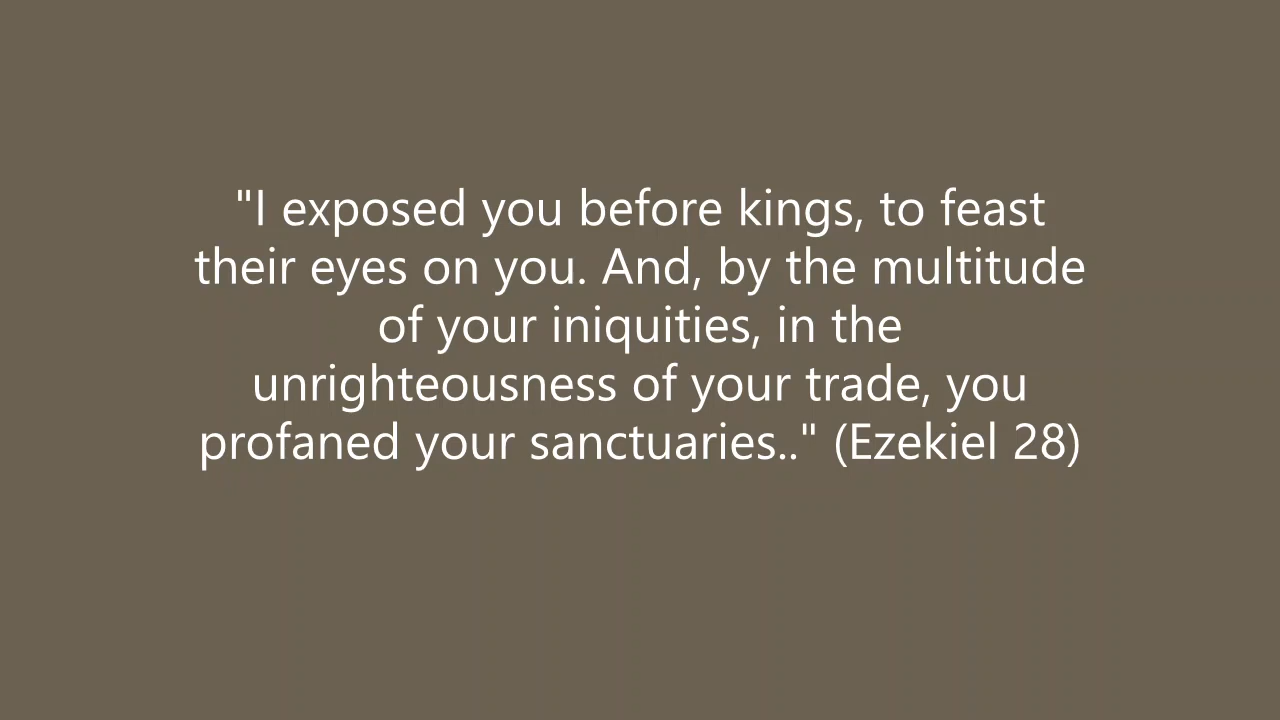 "I exposed you before kings, to feast
their eyes on you. And, by the multitude
of your iniquities, in the
unrighteousness of your trade, you
profaned your sanctuaries.." (Ezekiel 28)